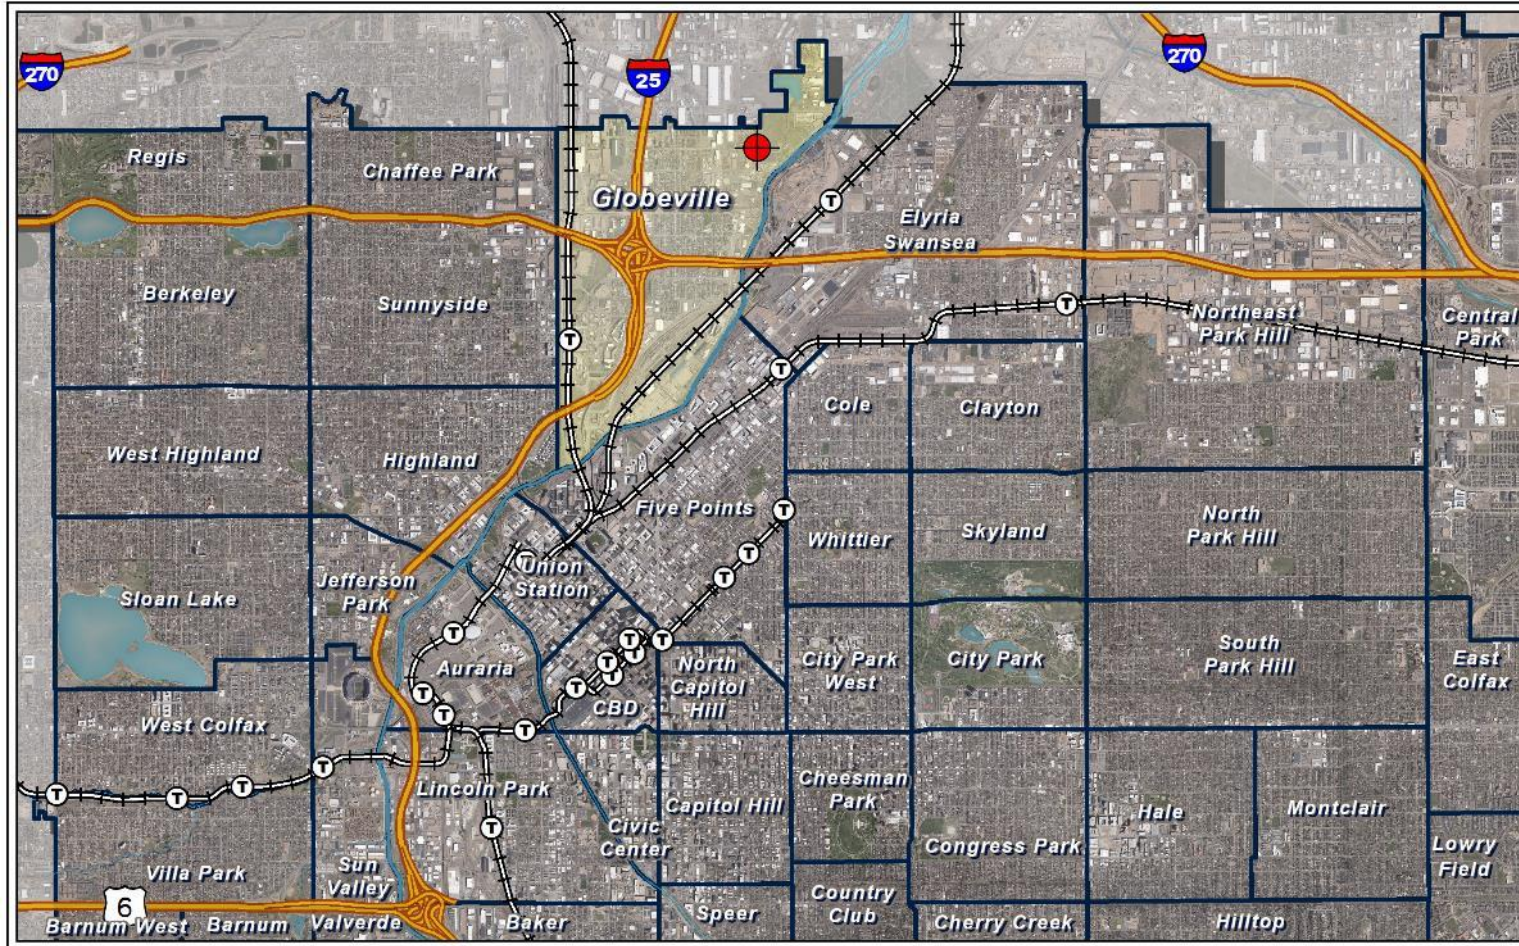 270
25
270
Regis
Chaffee Park
Globeville
Elyria
Swansea
Berkeley
Sunnyside
Northeast
Park Hill
Central
Park
T
T
T
T
West Highland
Highland
Cole
Clayton
Five Points
T
Whittier
Skyland
North
Park Hill
T
T
T
Union
Station
Sloan Lake
Jefferson
Park
T
Auraria
T
T
T
T
T
T
T
T
T
CBD
North
Capitol
Hill
City Park
West
City Park
South
Park Hill
East
Colfax
West Colfax
T
T
T
T
T
Lincoln Park
Capitol Hill
Cheesman
Park
Hale
Montclair
T
Civic
Center
Congress Park
Lowry
Field
Villa Park
Sun
Valley
6
Barnum West
Barnum
Valverde
Baker
Speer
Country
Club
Cherry Creek
Hilltop